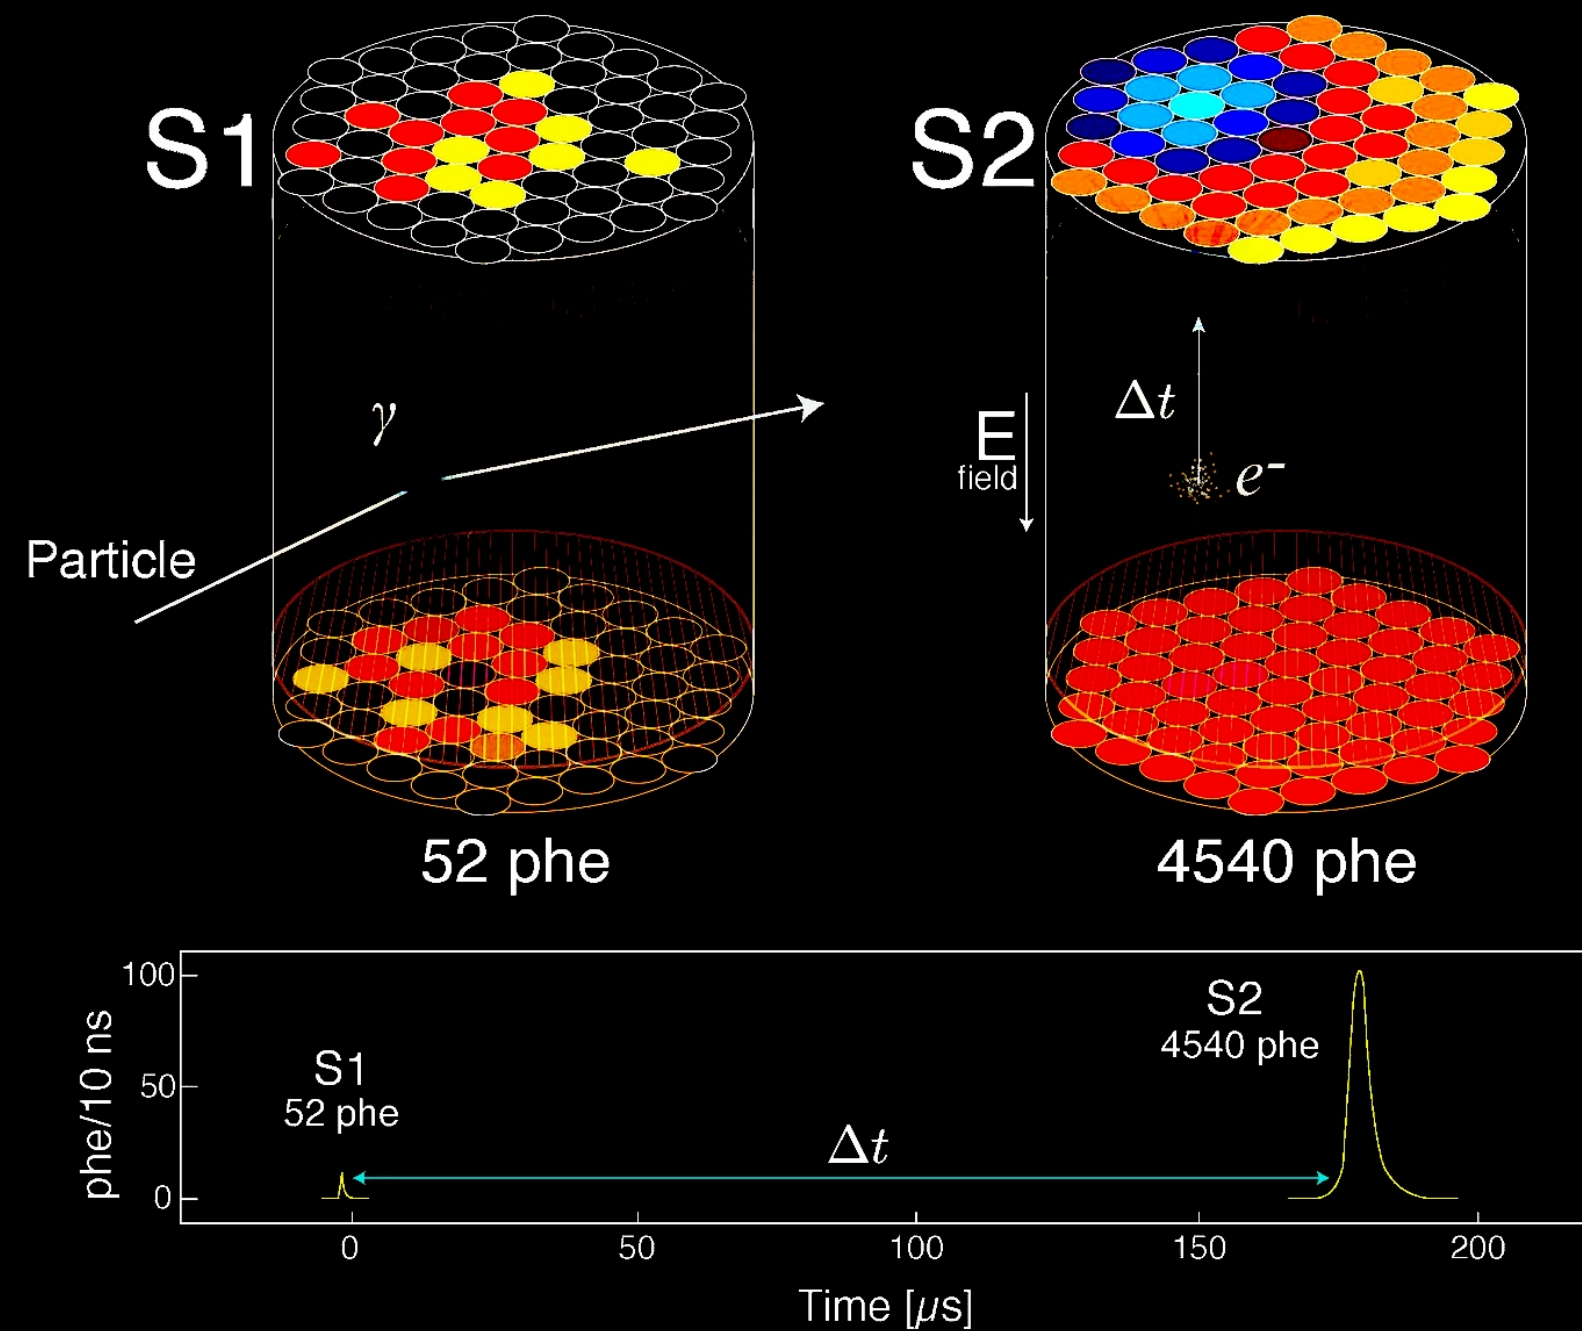 S1
S2
γ
Particle
E
field
Δt
e-
52 phe
4540 phe
phe/10 ns
100
50
0
S1
52 phe
Δt
S2
4540 phe
0
50
100
150
200
Time [μs]